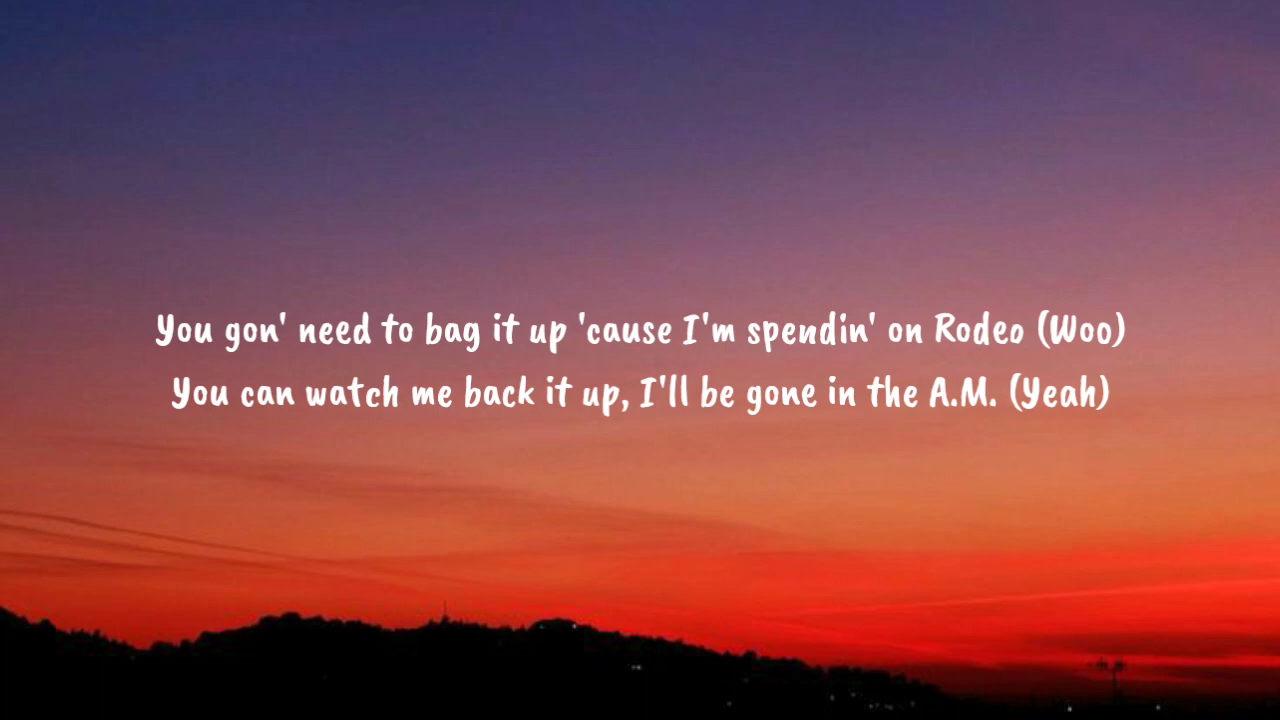 You gon' need to bag it up 'cause I'm spendin' on Rodeo (Woo)
You can watch me back it up, I'll be gone in the A.M. (Yeah)